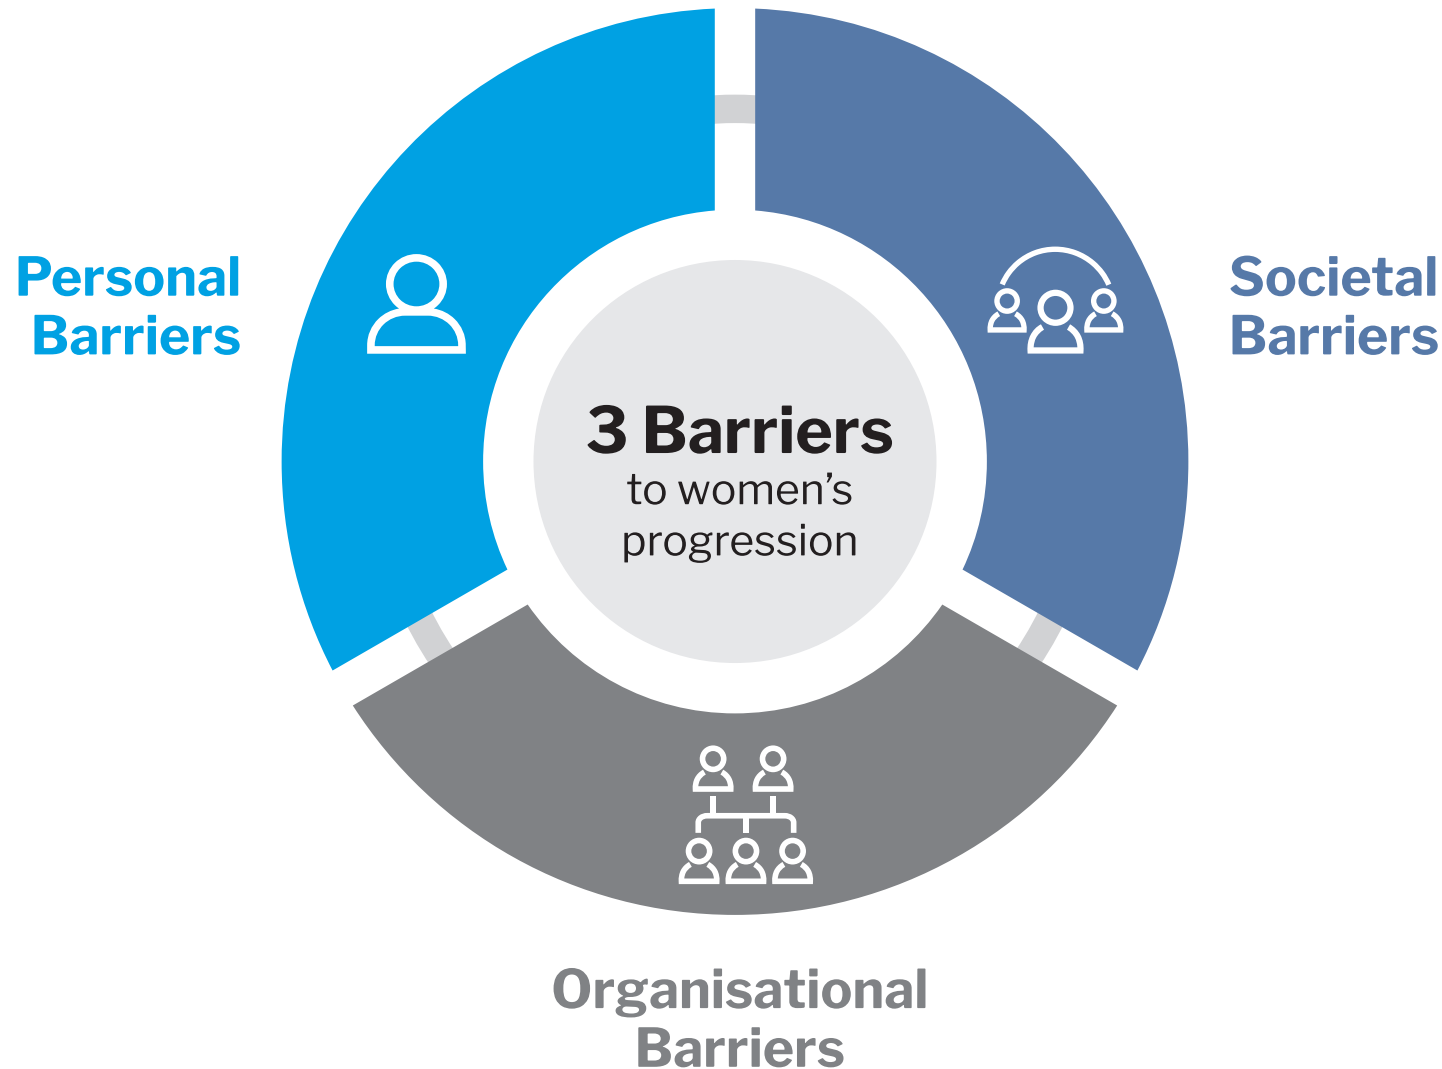 Personal
Barriers
Societal
Barriers
3 Barriers
to women’s
progression
Organisational
Barriers